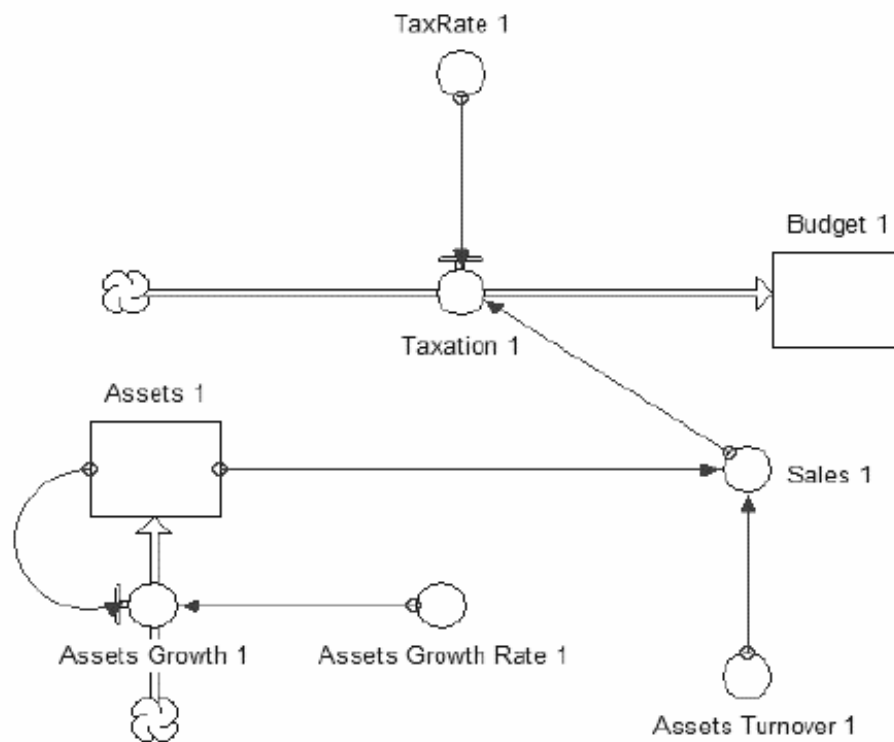 TaxRate 1
Budget 1
Taxation 1
Assets 1
Sales 1
Assets Growth 1
Assets Growth Rate 1
Assets Turnover 1